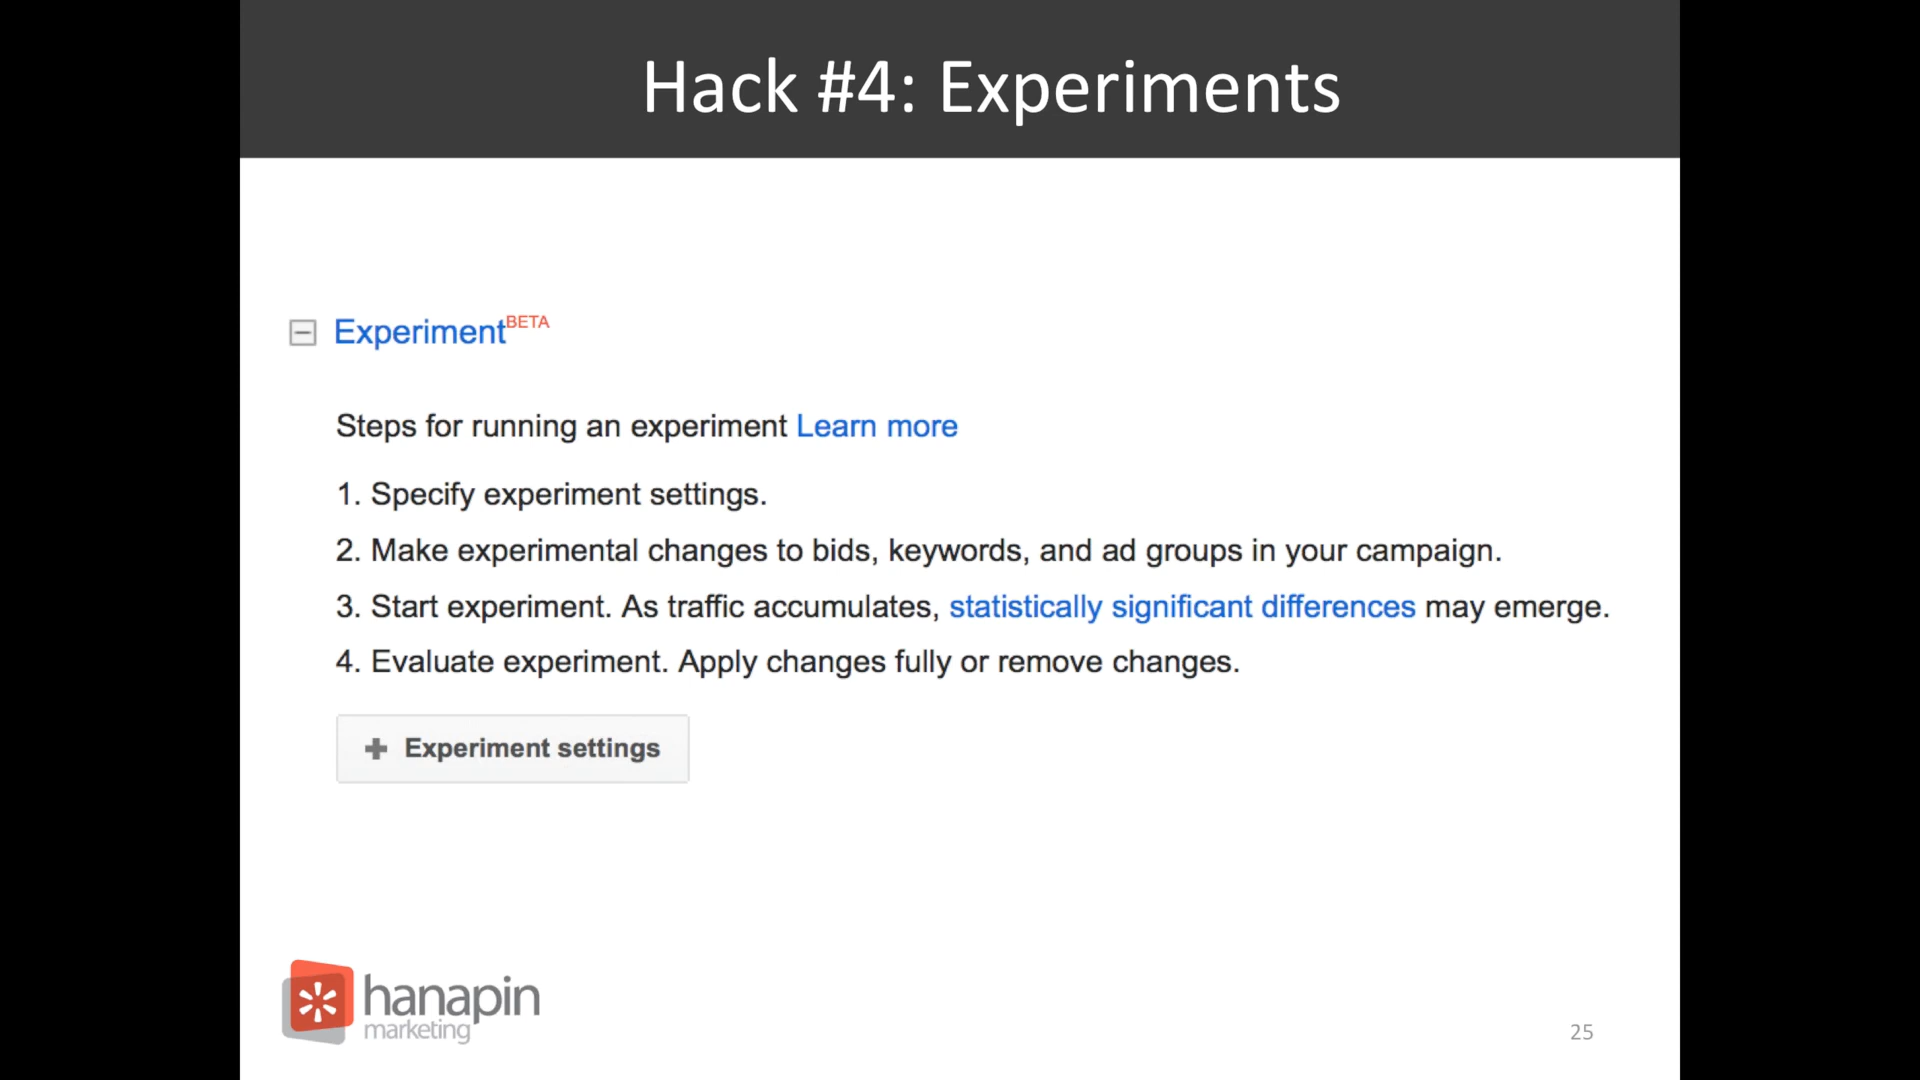 Hack #4: Experiments
Experiment BETA
Steps for running an experiment Learn more
1. Specify experiment settings.
2. Make experimental changes to bids, keywords, and ad groups in your campaign.
3. Start experiment. As traffic accumulates, statistically significant differences may emerge.
4. Evaluate experiment. Apply changes fully or remove changes.
+ Experiment settings
hanapin
marketing
25